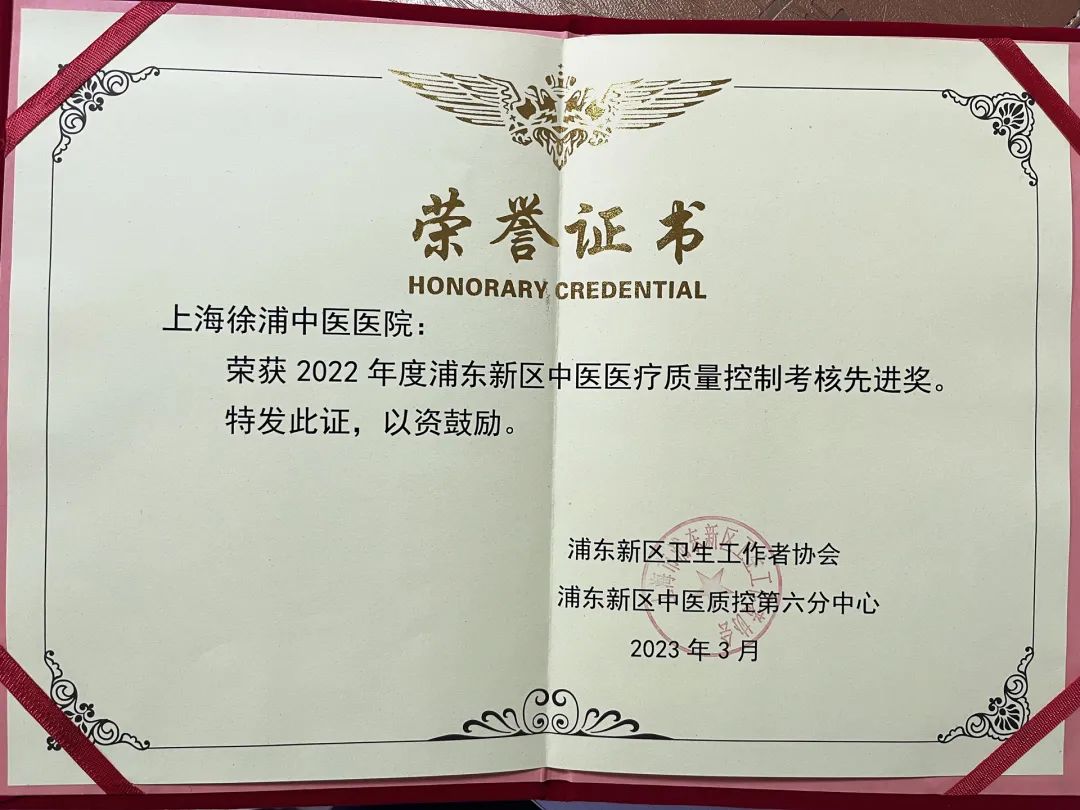 荣誉证书
HONORARY CREDENTIAL
上海徐浦中医医院：
荣获 2022 年度浦东新区中医医疗质量控制考核先进奖。
特发此证，以资鼓励。
浦东新区卫生工作者协会
浦东新区中医质控第六分中心
2023 年 3 月